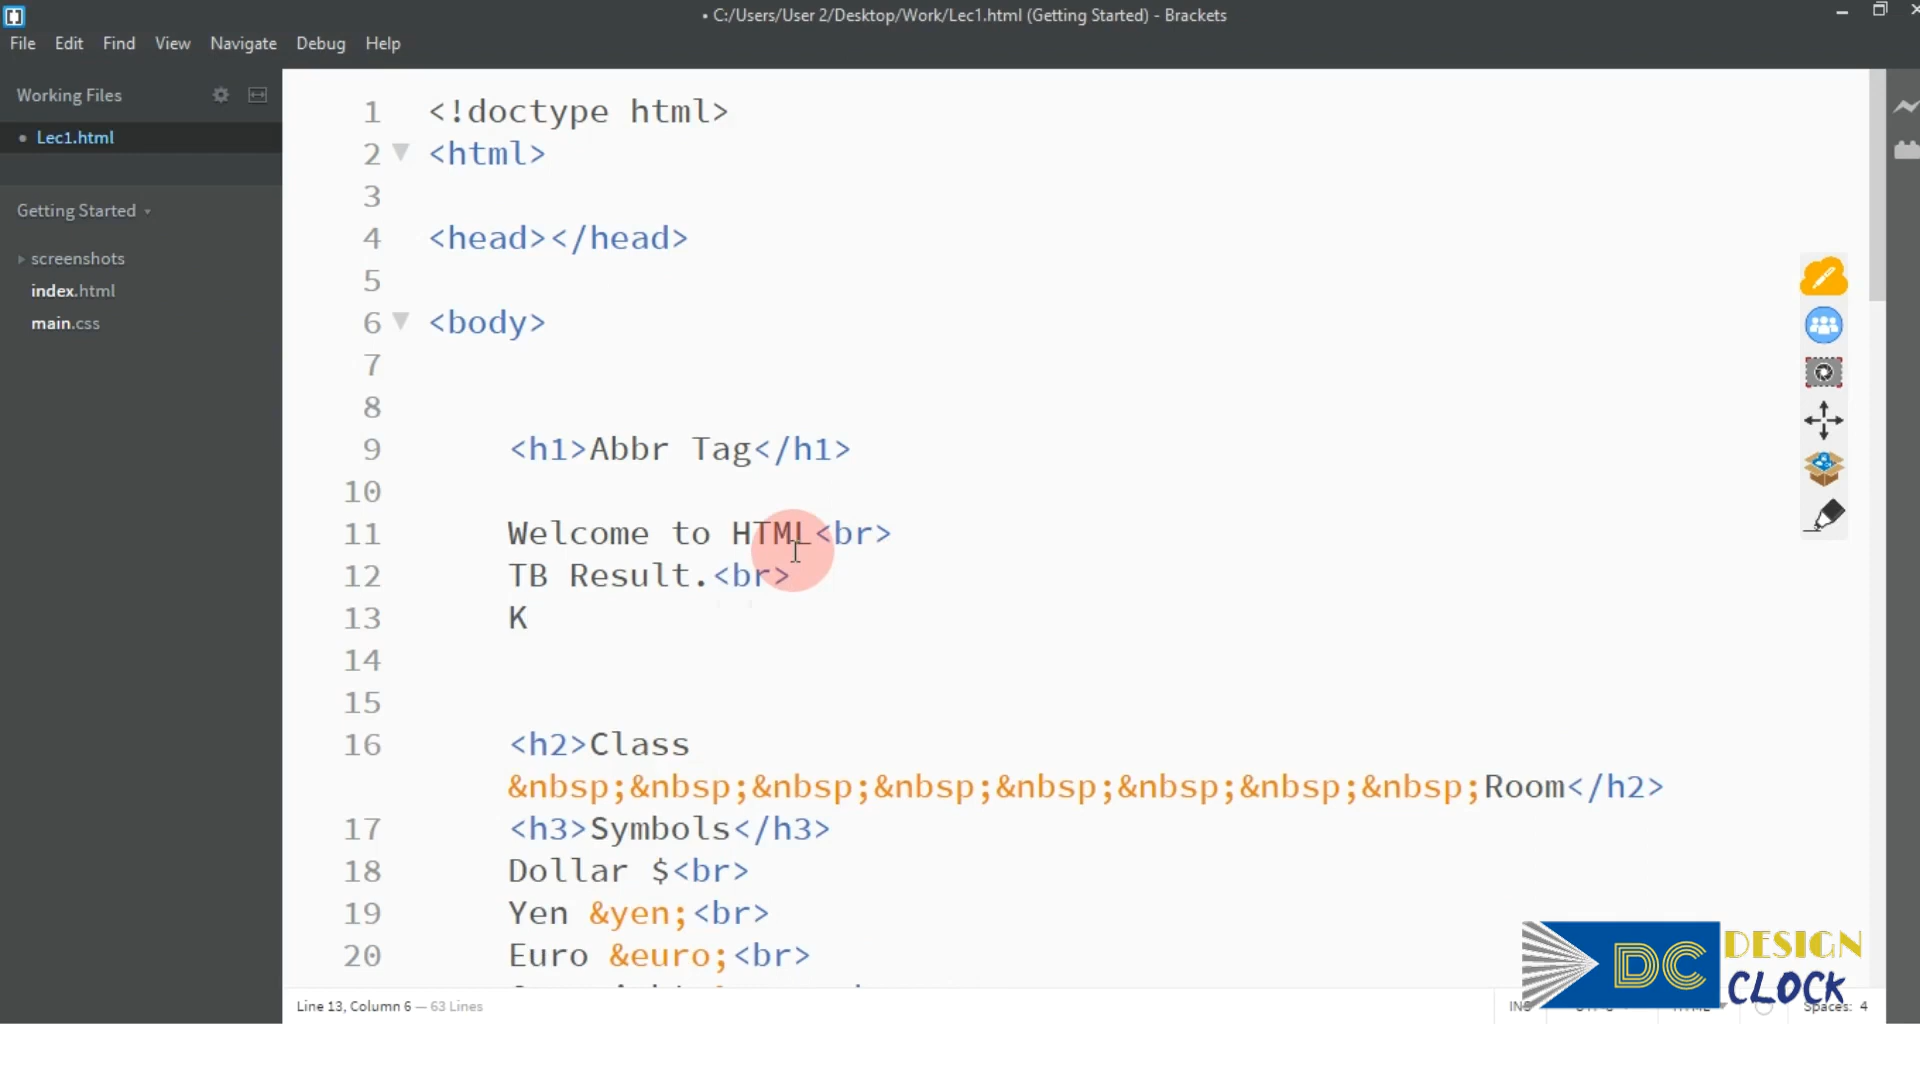 • C:/Users/User 2/Desktop/Work/Lec1.html (Getting Started) - Brackets
File Edit Find View Navigate Debug Help
Working Files
• Lec1.html
Getting Started
screenshots
index.html
main.css
1 <!doctype html>
2 <html>
3
4 <head></head>
5
6 <body>
7
8
9 <h1>Abbr Tag</h1>
10
11 Welcome to HTML<br>
12 TB Result.<br>
13 K
14
15
16 <h2>Class
&nbsp;&nbsp;&nbsp;&nbsp;&nbsp;&nbsp;&nbsp;&nbsp;Room</h2>
17 <h3>Symbols</h3>
18 Dollar $<br>
19 Yen &yen;<br>
20 Euro &euro;<br>
DC DESIGN
CLOCK
Line 13, Column 6 — 63 Lines
INS
Spaces: 4